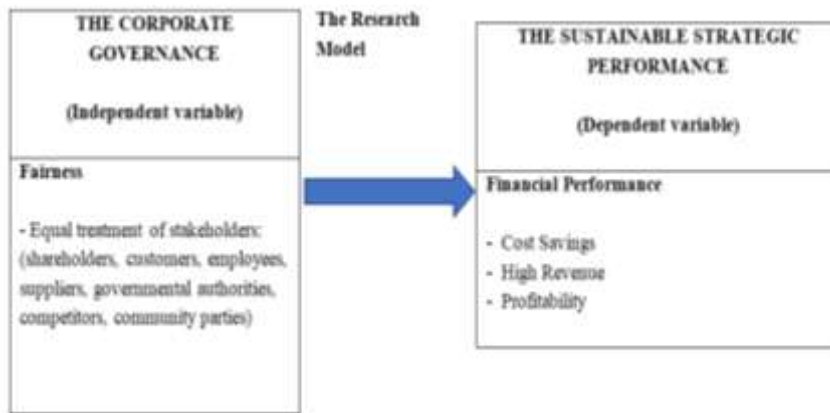 THE CORPORATE
GOVERNANCE
(Independent variable)
Fairness
- Equal treatment of stakeholders:
(shareholders, customers, employees,
suppliers, governmental authorities,
competitors, community parties)
The Research
Model
THE SUSTAINABLE STRATEGIC
PERFORMANCE
(Dependent variable)
Financial Performance
- Cost Savings
- High Revenue
- Profitability